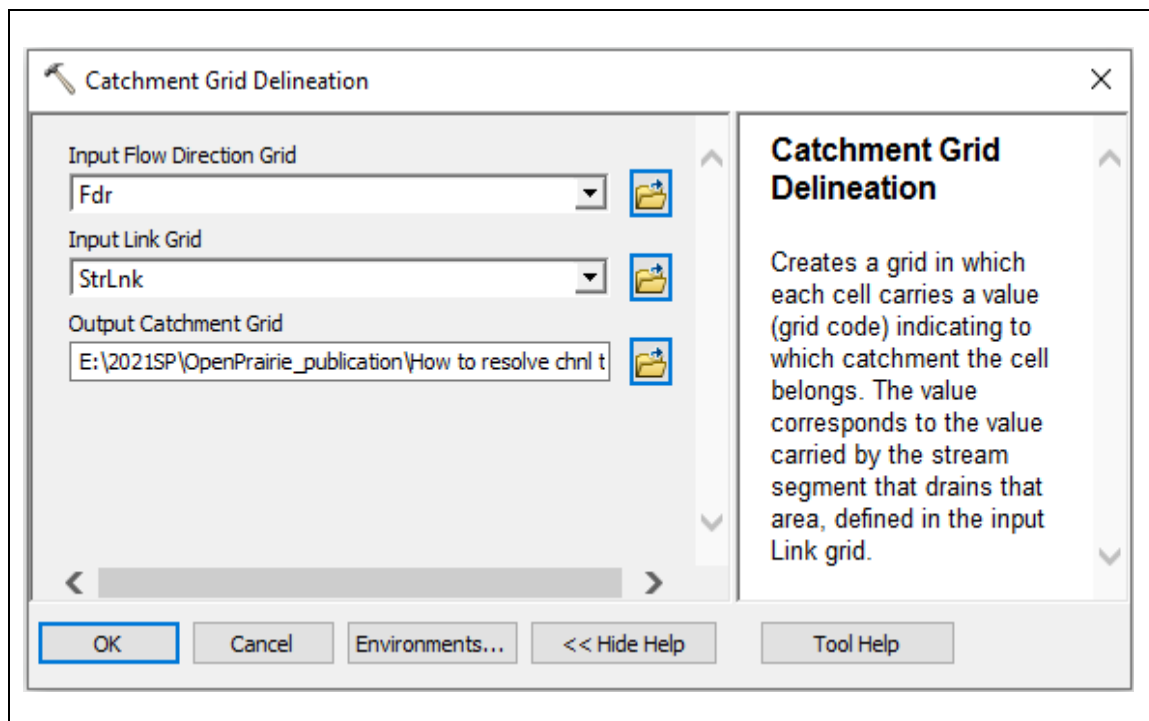 Catchment Grid Delineation
Input Flow Direction Grid
Fdr
Input Link Grid
StrLnk
Output Catchment Grid
E:\2021SP\OpenPrairie_publication\How to resolve chnl t
Catchment Grid
Delineation
Creates a grid in which
each cell carries a value
(grid code) indicating to
which catchment the cell
belongs. The value
corresponds to the value
carried by the stream
segment that drains that
area, defined in the input
Link grid.
OK
Cancel
Environments...
<< Hide Help
Tool Help